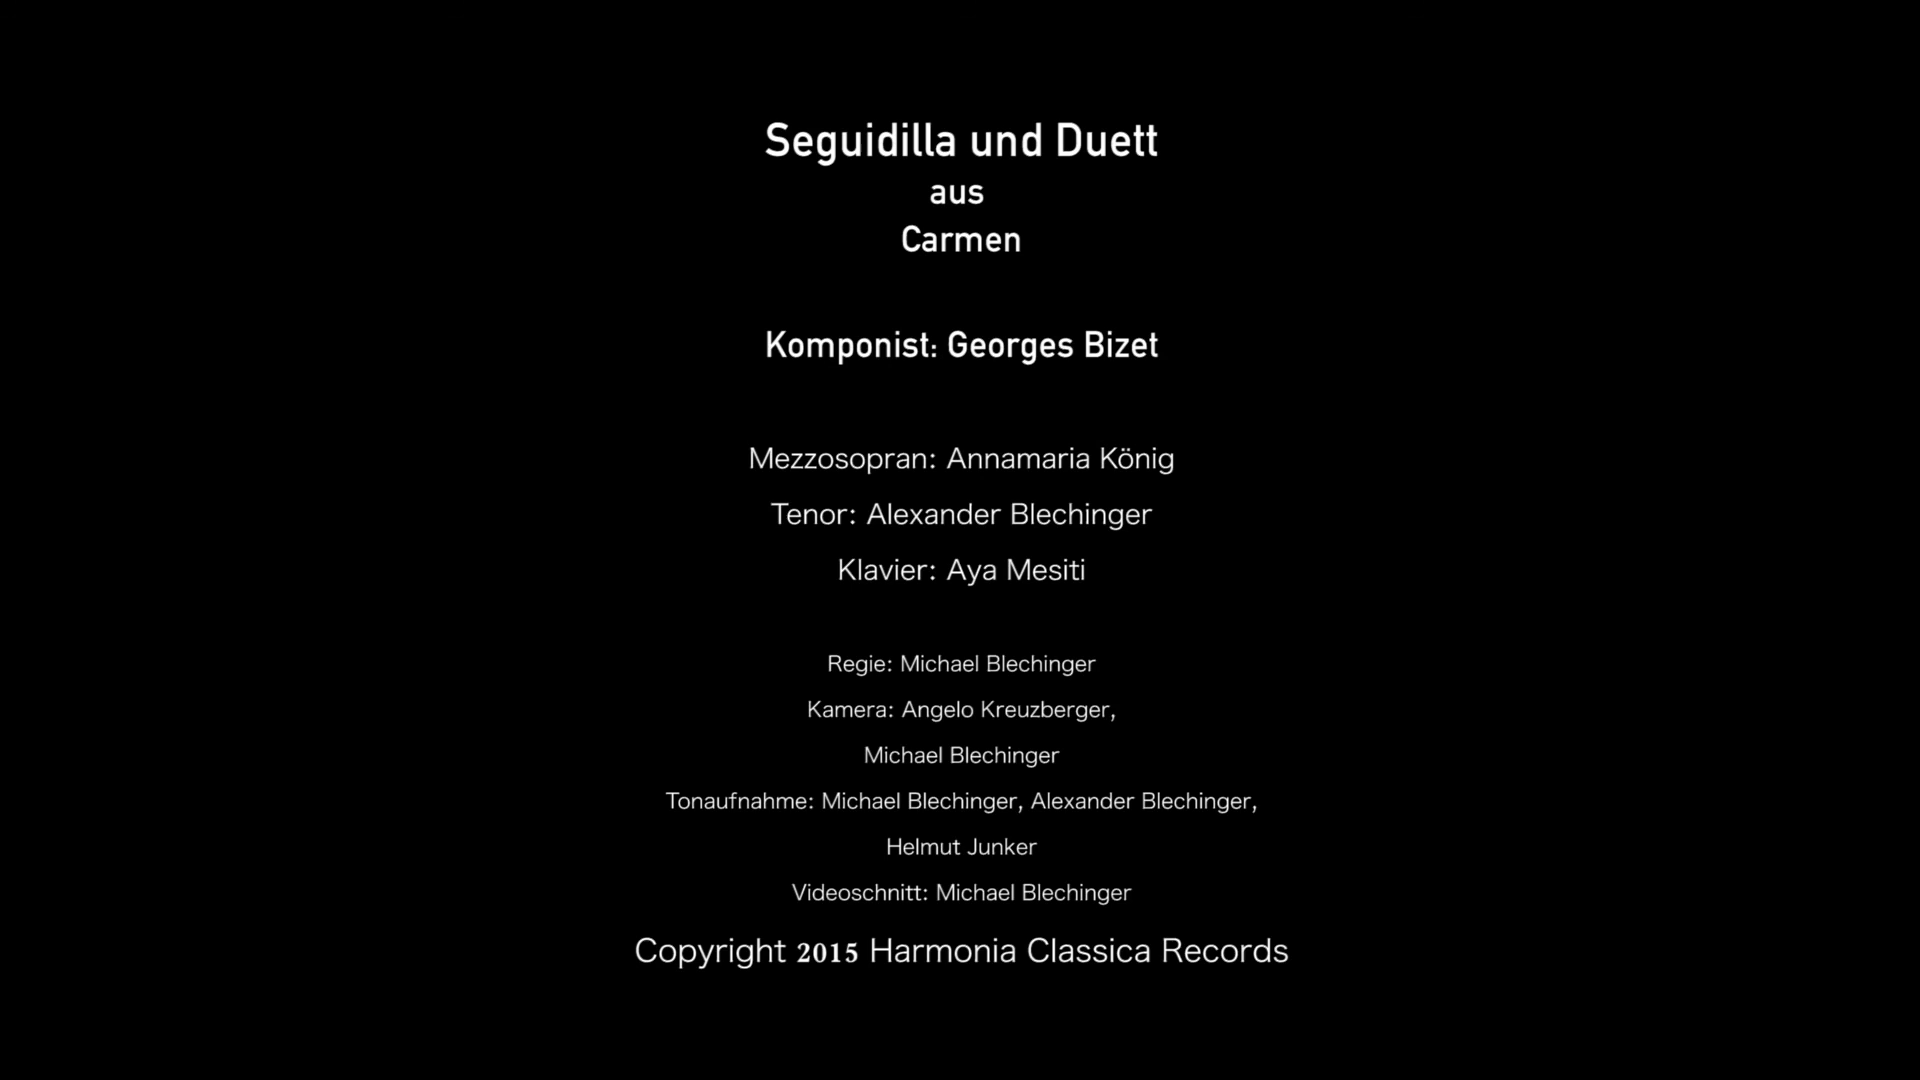 Seguidilla und Duett
aus
Carmen
Komponist: Georges Bizet
Mezzosopran: Annamaria König
Tenor: Alexander Blechinger
Klavier: Aya Mesiti
Regie: Michael Blechinger
Kamera: Angelo Kreuzberger,
Michael Blechinger
Tonaufnahme: Michael Blechinger, Alexander Blechinger,
Helmut Junker
Videoschnitt: Michael Blechinger
Copyright 2015 Harmonia Classica Records